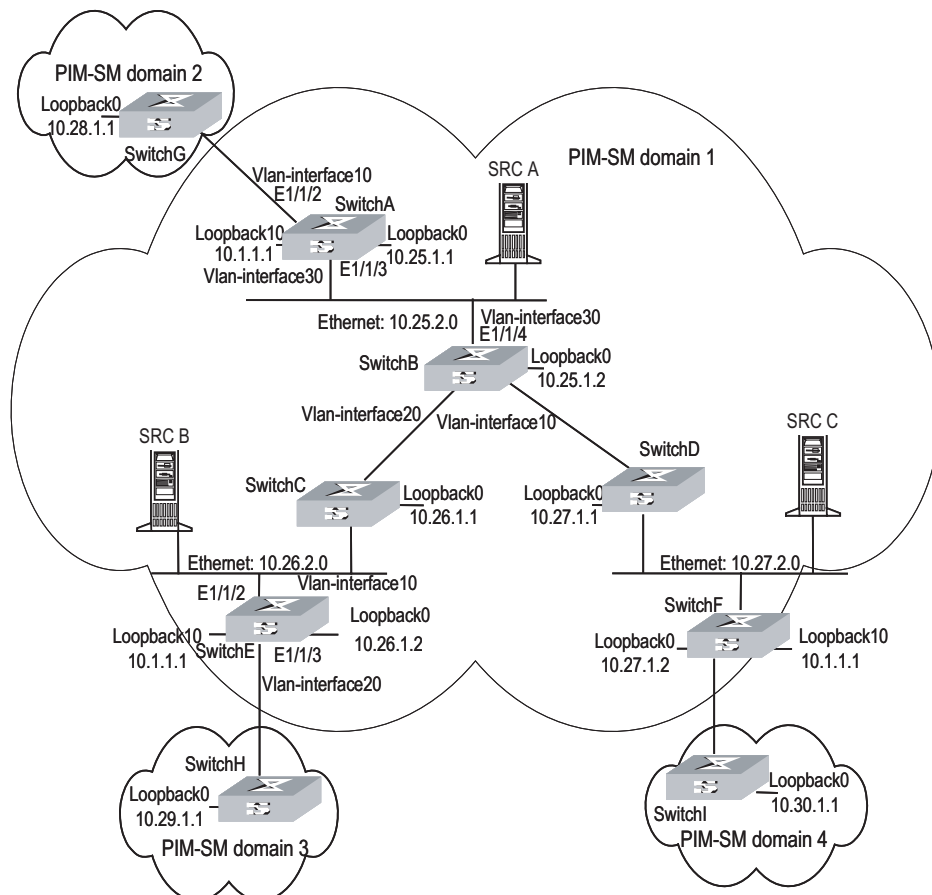 PIM-SM domain 2
Loopback0
10.28.1.1
SwitchG
PIM-SM domain 1
Vlan-interface10
E1/1/2
SRC A
SwitchA
Loopback10
10.1.1.1
Loopback0
10.25.1.1
E1/1/3
Vlan-interface30
Ethernet: 10.25.2.0
Vlan-interface30
E1/1/4
SwitchB
Loopback0
10.25.1.2
Vlan-interface20
Vlan-interface10
SRC B
SRC C
SwitchC
SwitchD
Loopback0
10.26.1.1
Loopback0
10.27.1.1
Ethernet: 10.26.2.0
Ethernet: 10.27.2.0
Vlan-interface10
E1/1/2
SwitchF
Loopback0
10.26.1.2
Loopback10
10.1.1.1
SwitchE
E1/1/3
Loopback0
10.27.1.2
Loopback10
10.1.1.1
Vlan-interface20
SwitchH
Loopback0
10.29.1.1
PIM-SM domain 3
Loopback0
10.30.1.1
SwitchI
PIM-SM domain 4